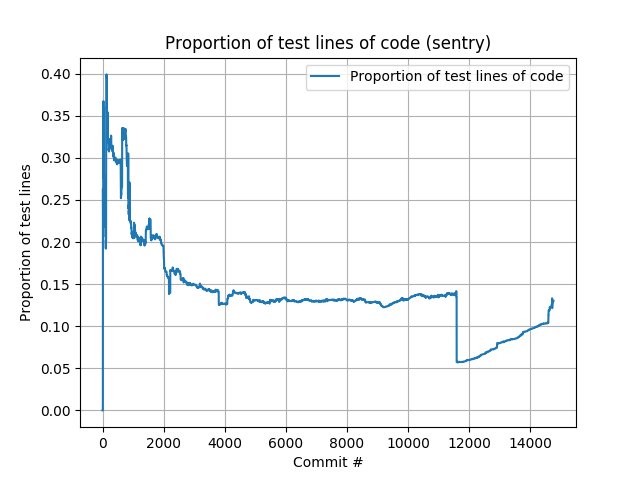 Proportion of test lines of code (sentry)
Proportion of test lines of code
Proportion of test lines
0.40
0.35
0.30
0.25
0.20
0.15
0.10
0.05
0.00
0 2000 4000 6000 8000 10000 12000 14000
Commit #